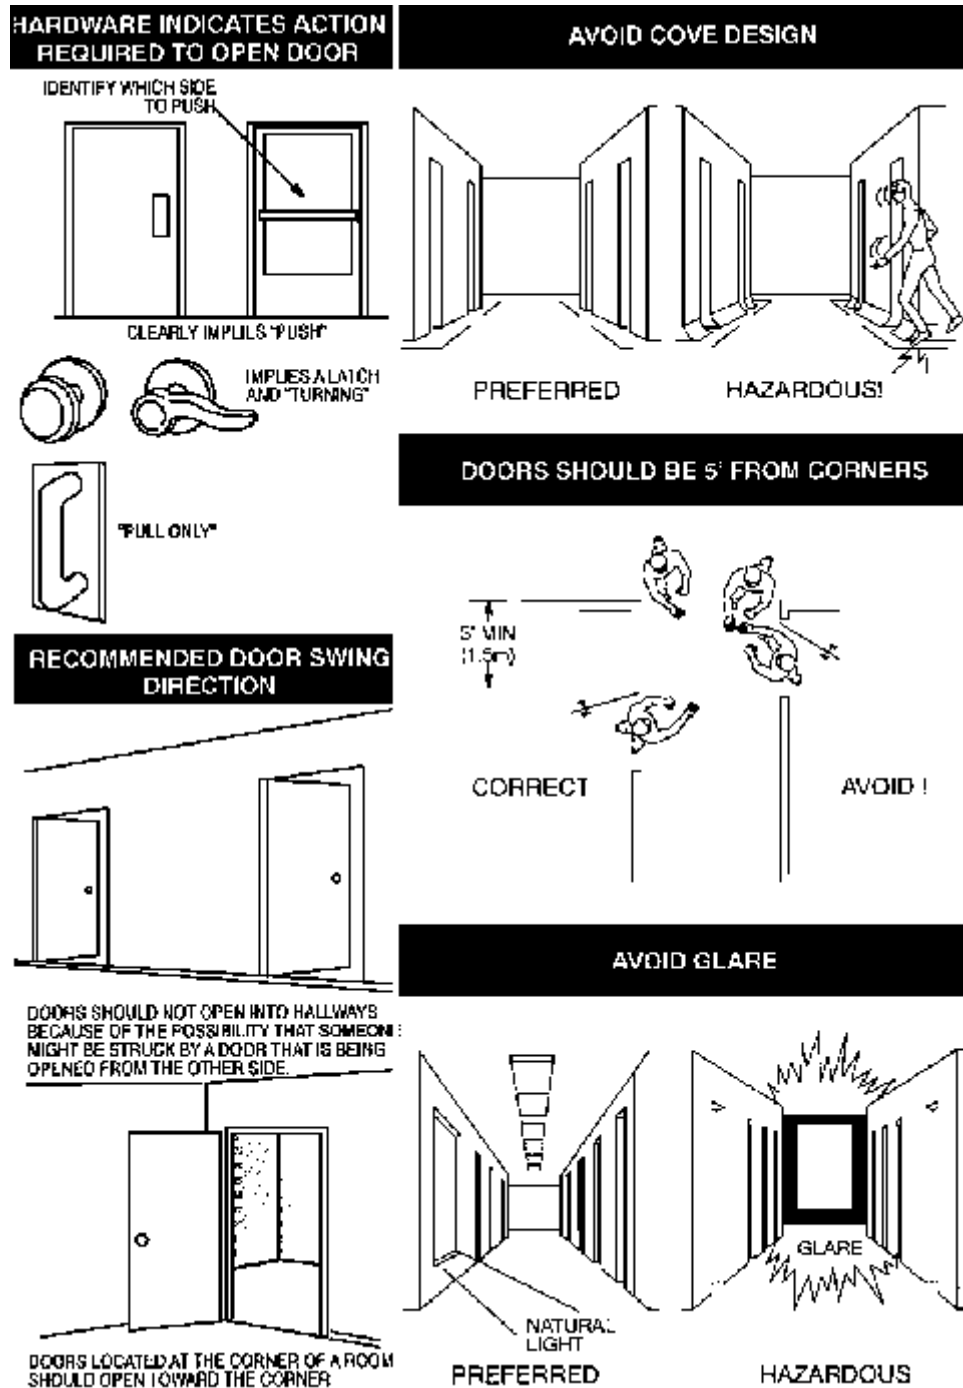 HARDWARE INDICATES ACTION
REQUIRED TO OPEN DOOR
IDENTIFY WHICH SIDE
TO PUSH
CLEARLY IMPLIES "PUSH"
IMPLIES A LATCH
AND "TURNING"
"PULL ONLY"
RECOMMENDED DOOR SWING
DIRECTION
DOORS SHOULD NOT OPEN INTO HALLWAYS
BECAUSE OF THE POSSIBILITY THAT SOMEONE
MIGHT BE STRUCK BY A DOOR THAT IS BEING
OPENED FROM THE OTHER SIDE.
DOORS LOCATED AT THE CORNER OF A ROOM
SHOULD OPEN TOWARD THE CORNER
AVOID COVE DESIGN
PREFERRED
HAZARDOUS!
DOORS SHOULD BE 5' FROM CORNERS
5' MIN
(1.5m)
CORRECT
AVOID !
AVOID GLARE
GLARE
NATURAL
LIGHT
PREFERRED
HAZARDOUS